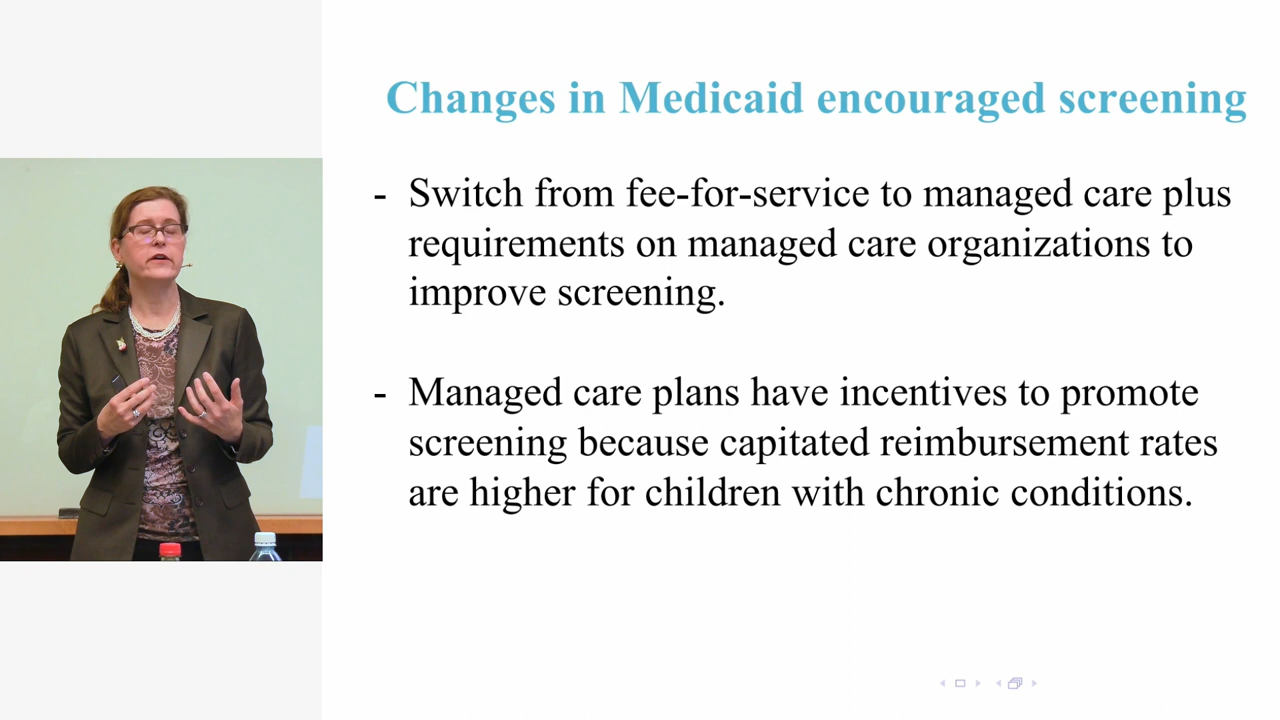 Changes in Medicaid encouraged screening
- Switch from fee-for-service to managed care plus
requirements on managed care organizations to
improve screening.
- Managed care plans have incentives to promote
screening because capitated reimbursement rates
are higher for children with chronic conditions.